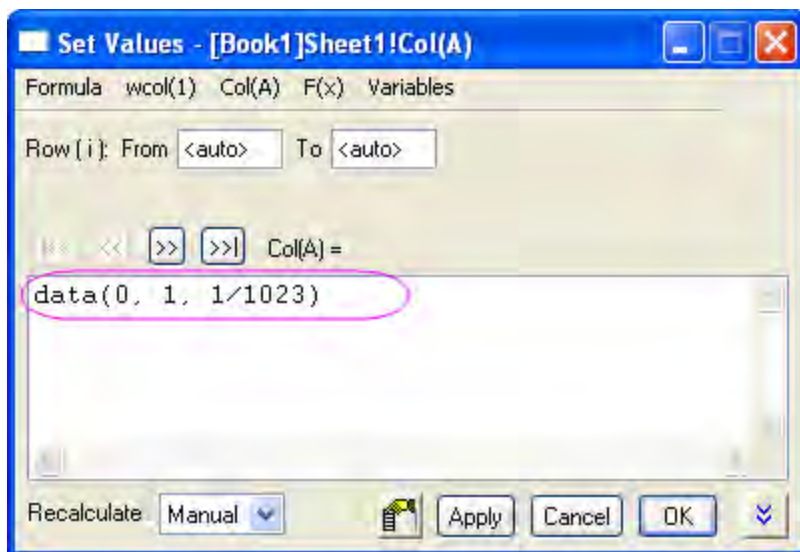 Set Values - [Book1]Sheet1!Col(A)
Formula wcol(1) Col(A) F(x) Variables
Row ( i ): From <auto> To <auto>
<< >> >>| Col(A) =
data(0, 1, 1/1023)
Recalculate Manual Apply Cancel OK